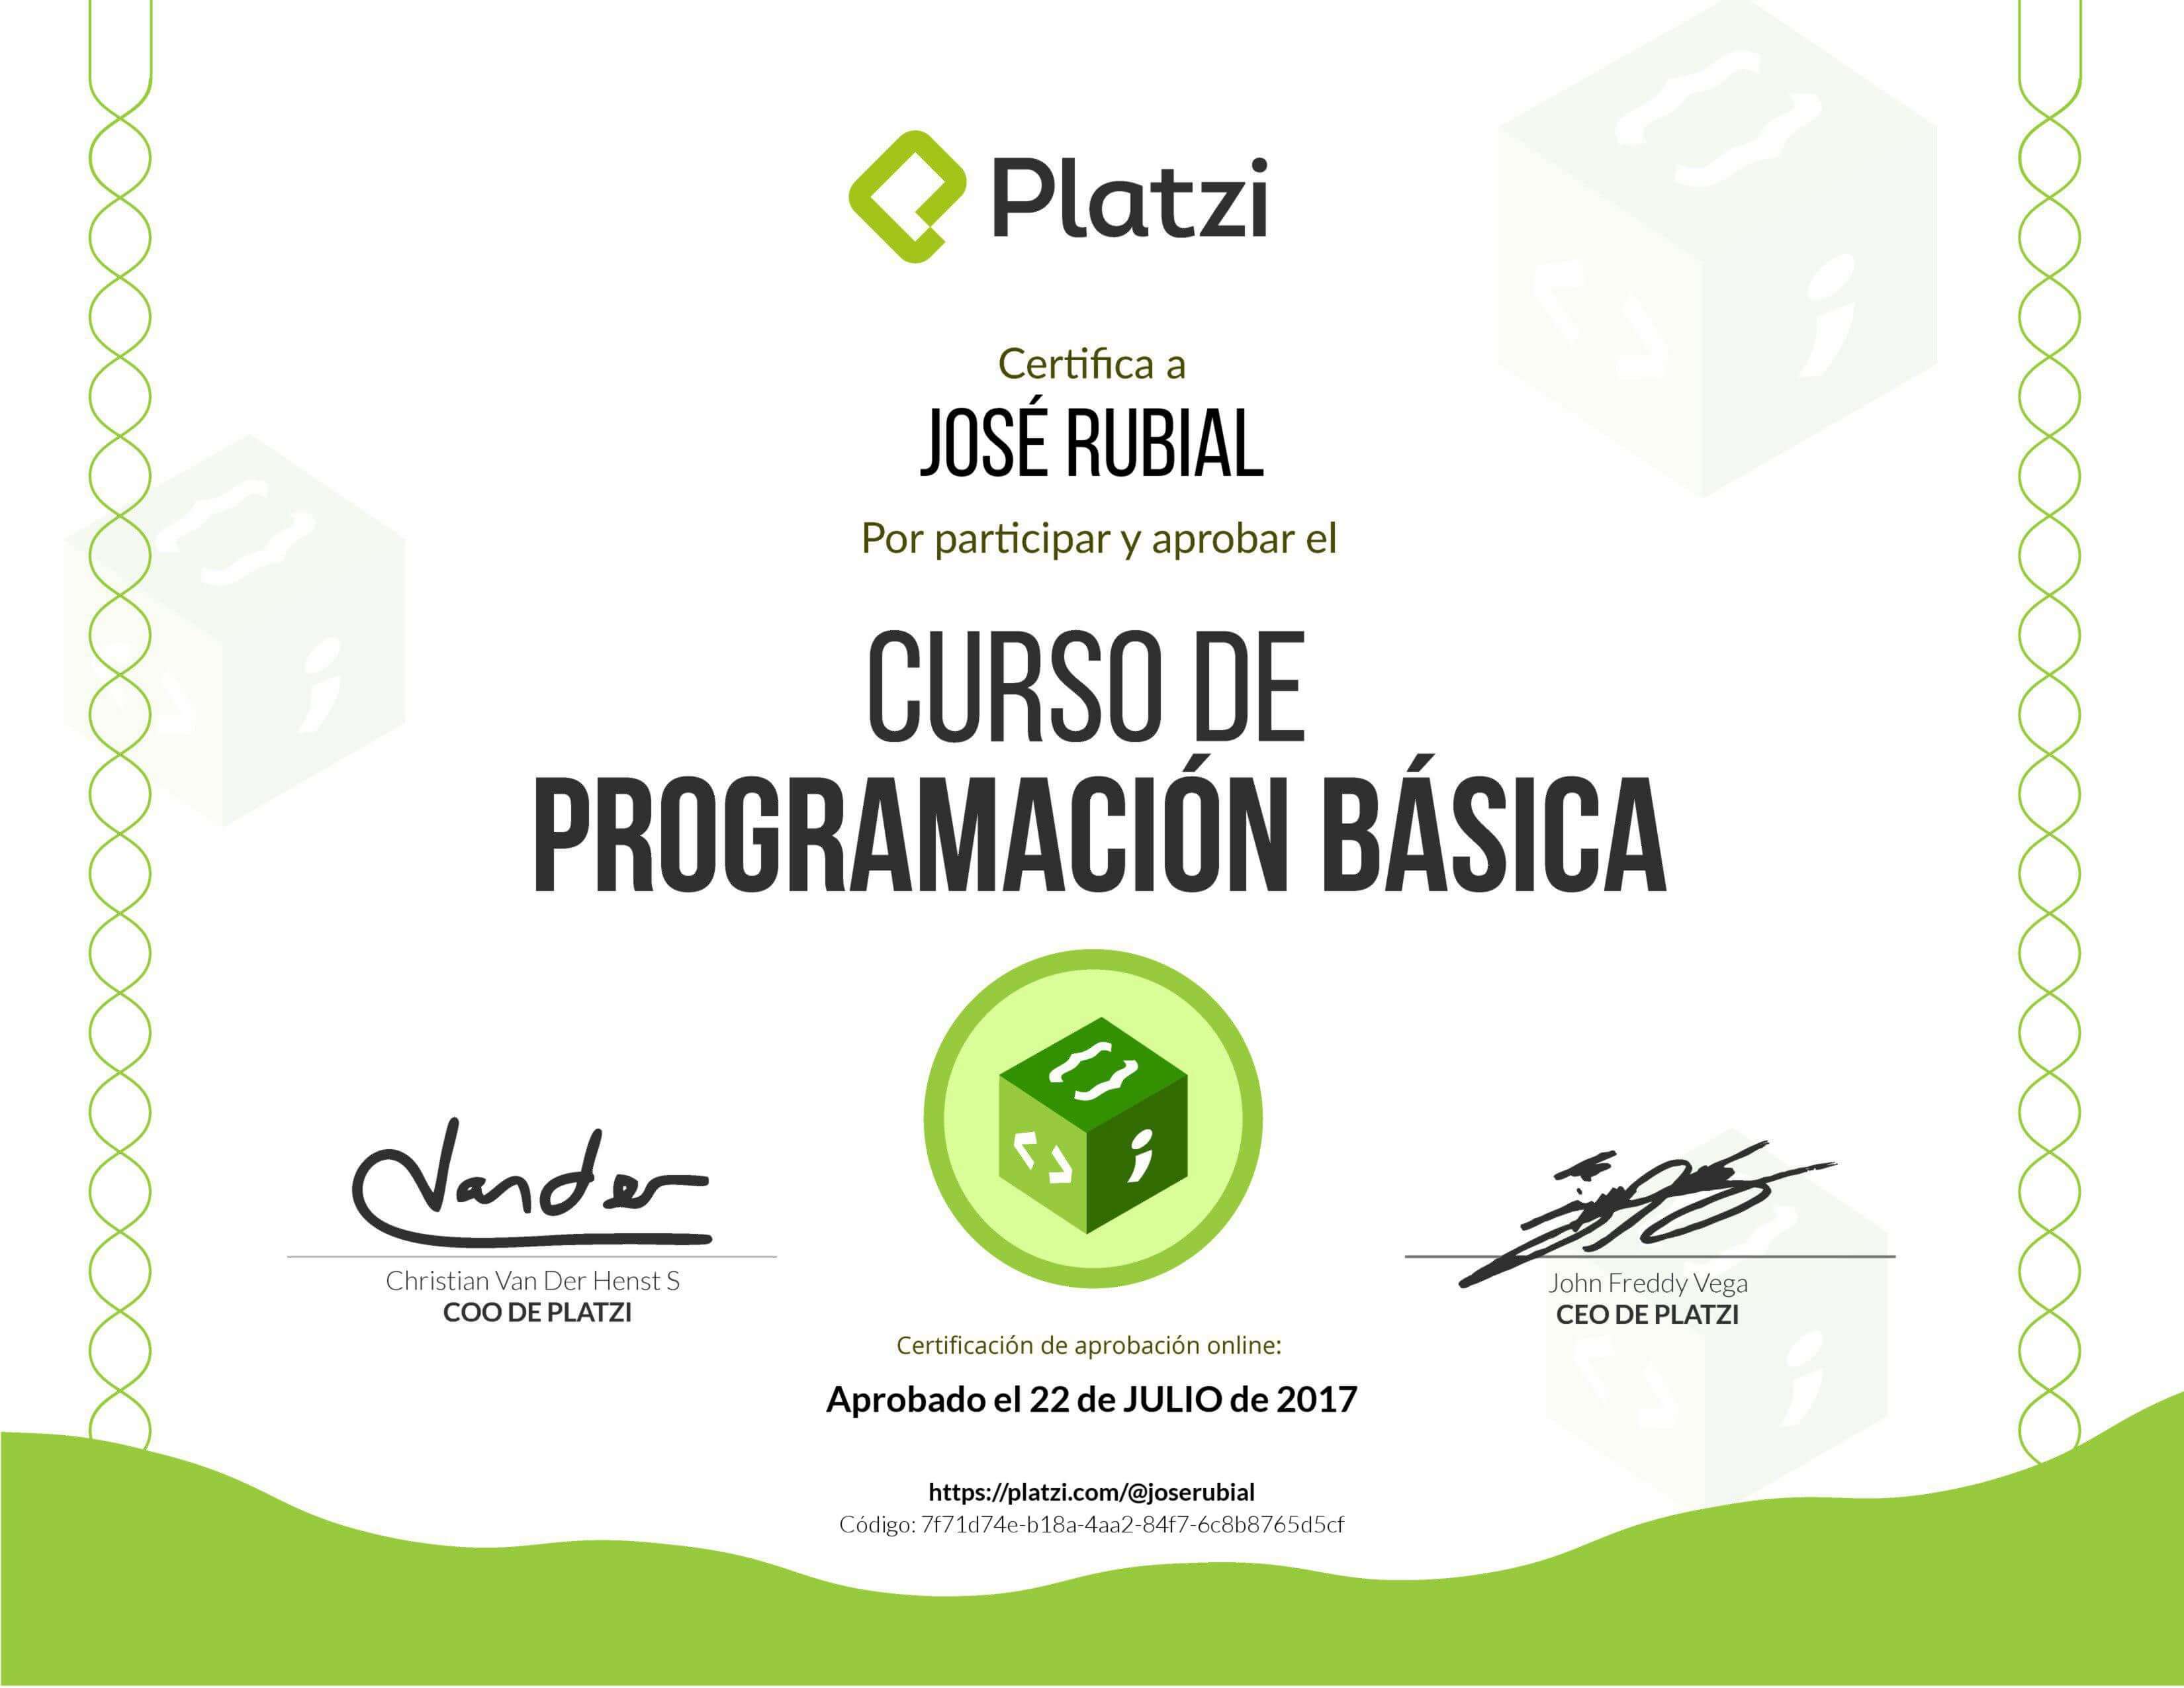 Platzi
Certifica a
JOSÉ RUBIAL
Por participar y aprobar el
CURSO DE
PROGRAMACIÓN BÁSICA
Vander
Christian Van Der Henst S
COO DE PLATZI
John Freddy Vega
CEO DE PLATZI
Certificación de aprobación online:
Aprobado el 22 de JULIO de 2017
https://platzi.com/@joserubial
Código: 7f71d74e-b18a-4aa2-84f7-6c8b8765d5cf